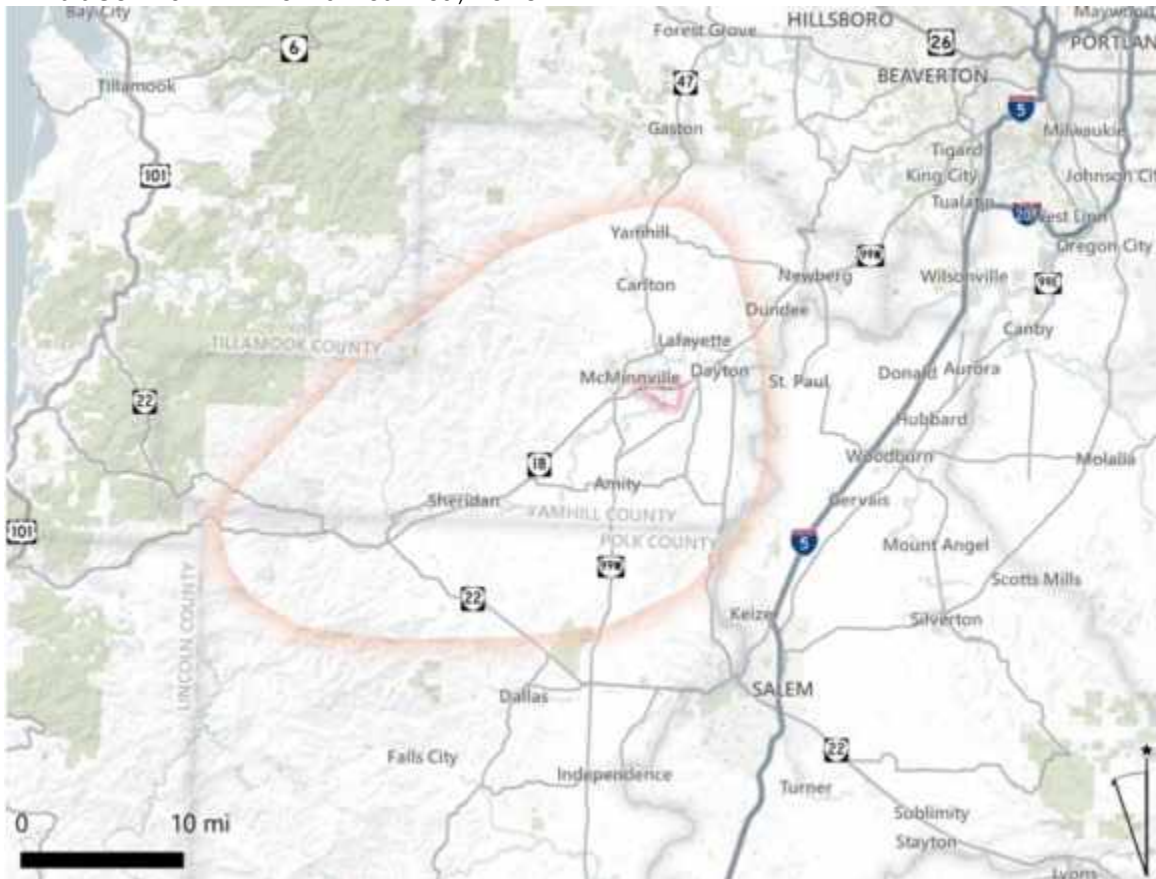 Bay City
HILLSBORO
Maywood
6
Forest Grove
26
PORTLAN
BEAVERTON
Tillamook
47
5
Gaston
Milwaukie
Tigard
101
King City
Johnson Cit
Tualatin
West Linn
Yamhill
99W
Oregon City
Newberg
Wilsonville
99E
Carlton
Dundee
Canby
TILLAMOOK COUNTY
Lafayette
McMinnville
Dayton
St. Paul
Donald
Aurora
22
Hubbard
18
Woodburn
Molalla
Sheridan
Amity
Gervais
YAMHILL COUNTY
101
POLK COUNTY
5
Mount Angel
99W
Scotts Mills
22
Keize
Silverton
LINCOLN COUNTY
Dallas
SALEM
Falls City
22
Independence
Turner
0
10 mi
Sublimity
Stayton
Lyons